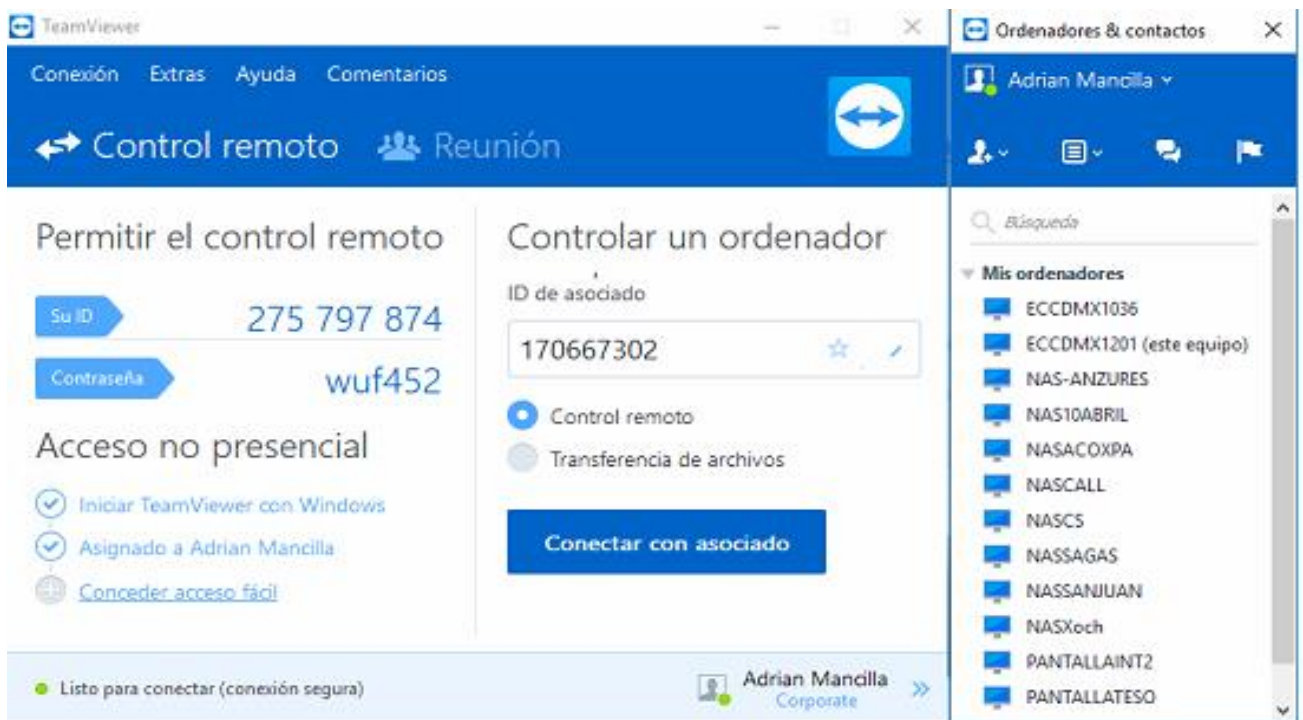 TeamViewer
Conexión Extras Ayuda Comentarios
Control remoto Reunión
Permitir el control remoto
Su ID 275 797 874
Contraseña wuf452
Acceso no presencial
Iniciar TeamViewer con Windows
Asignado a Adrian Mancilla
Conceder acceso fácil
Controlar un ordenador
ID de asociado
170667302
Control remoto
Transferencia de archivos
Conectar con asociado
Listo para conectar (conexión segura)
Adrian Mancilla
Corporate
Ordenadores & contactos
Adrian Mancilla
Búsqueda
Mis ordenadores
ECCDMX1036
ECCDMX1201 (este equipo)
NAS-ANZURES
NAS10ABRIL
NASACOXPA
NASCALL
NASCS
NASSAGAS
NASSANJUAN
NASXoch
PANTALLAINT2
PANTALLATESO